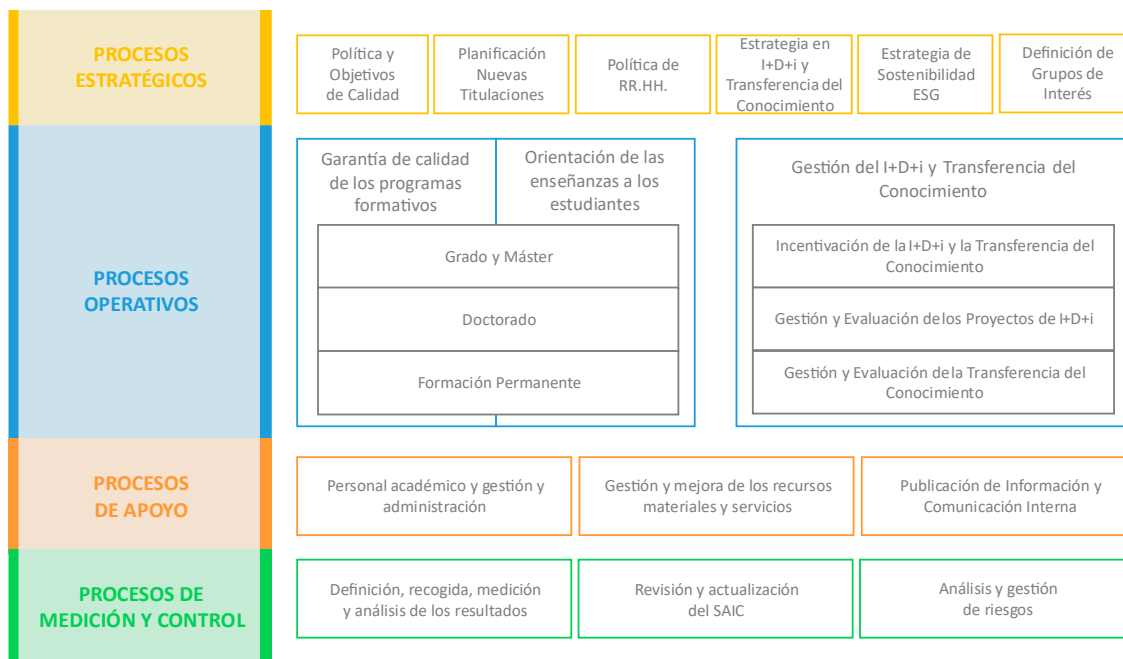 PROCESOS
ESTRATÉGICOS
Política y
Objetivos
de Calidad
Planificación
Nuevas
Titulaciones
Política de
RR.HH.
Estrategia en
I+D+i y
Transferencia del
Conocimiento
Estrategia de
Sostenibilidad
ESG
Definición de
Grupos de
Interés
PROCESOS
OPERATIVOS
Garantía de calidad
de los programas
formativos
Orientación de las
enseñanzas a los
estudiantes
Grado y Máster
Doctorado
Formación Permanente
Gestión del I+D+i y Transferencia del
Conocimiento
Incentivación de la I+D+i y la Transferencia del
Conocimiento
Gestión y Evaluación de los Proyectos de I+D+i
Gestión y Evaluación de la Transferencia del
Conocimiento
PROCESOS
DE APOYO
Personal académico y gestión y
administración
Gestión y mejora de los recursos
materiales y servicios
Publicación de Información y
Comunicación Interna
PROCESOS DE
MEDICIÓN Y CONTROL
Definición, recogida, medición
y análisis de los resultados
Revisión y actualización
del SAIC
Análisis y gestión
de riesgos